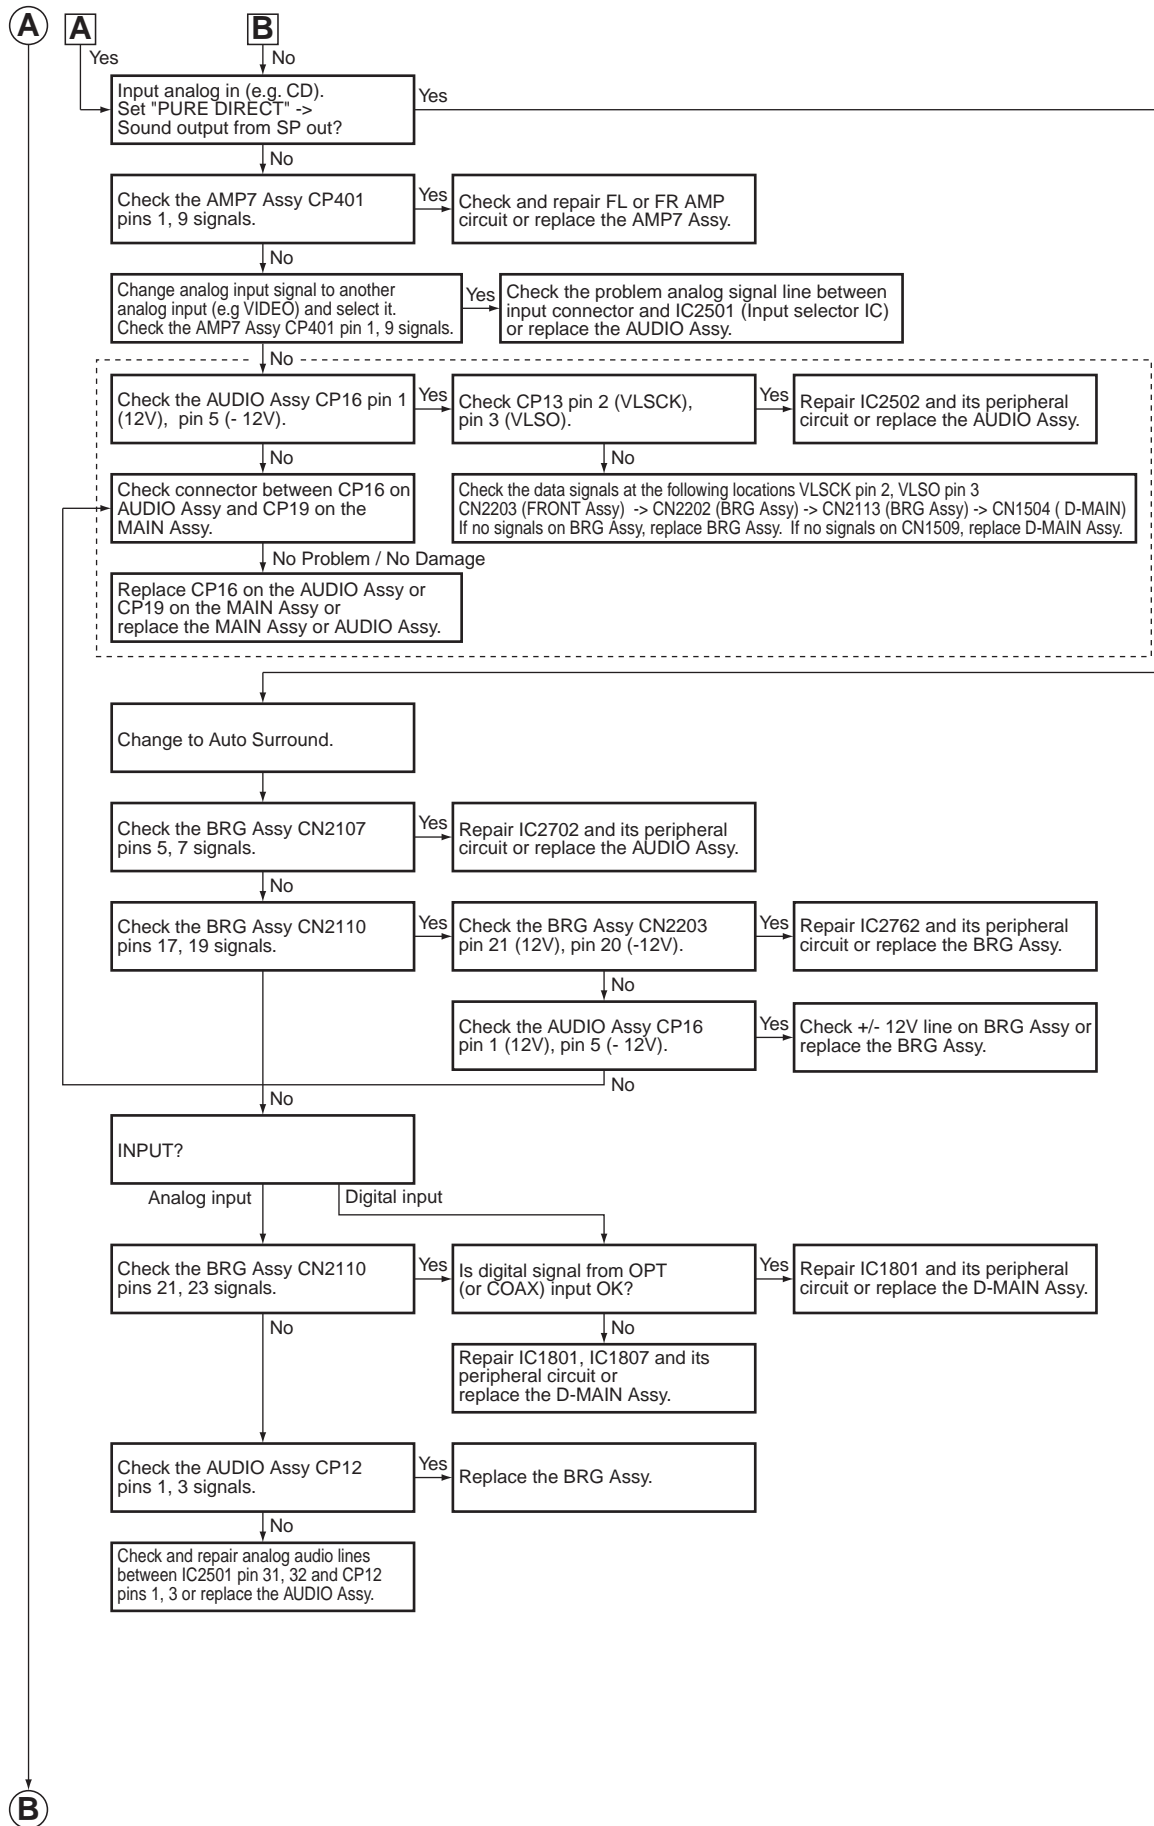 A
A
B
Yes
No
Input analog in (e.g. CD).
Set "PURE DIRECT" ->
Sound output from SP out?
Yes
No
Check the AMP7 Assy CP401
pins 1, 9 signals.
Yes
Check and repair FL or FR AMP
circuit or replace the AMP7 Assy.
No
Change analog input signal to another
analog input (e.g VIDEO) and select it.
Check the AMP7 Assy CP401 pin 1, 9 signals.
Yes
Check the problem analog signal line between
input connector and IC2501 (Input selector IC)
or replace the AUDIO Assy.
No
Check the AUDIO Assy CP16 pin 1
(12V), pin 5 (- 12V).
Yes
Check CP13 pin 2 (VLSCK),
pin 3 (VLSO).
Yes
Repair IC2502 and its peripheral
circuit or replace the AUDIO Assy.
No
No
Check connector between CP16 on
AUDIO Assy and CP19 on the
MAIN Assy.
Check the data signals at the following locations VLSCK pin 2, VLSO pin 3
CN2203 (FRONT Assy) -> CN2202 (BRG Assy) -> CN2113 (BRG Assy) -> CN1504 ( D-MAIN)
If no signals on BRG Assy, replace BRG Assy. If no signals on CN1509, replace D-MAIN Assy.
No Problem / No Damage
Replace CP16 on the AUDIO Assy or
CP19 on the MAIN Assy or
replace the MAIN Assy or AUDIO Assy.
Change to Auto Surround.
Check the BRG Assy CN2107
pins 5, 7 signals.
Yes
Repair IC2702 and its peripheral
circuit or replace the AUDIO Assy.
No
Check the BRG Assy CN2110
pins 17, 19 signals.
Yes
Check the BRG Assy CN2203
pin 21 (12V), pin 20 (-12V).
Yes
Repair IC2762 and its peripheral
circuit or replace the BRG Assy.
No
Check the AUDIO Assy CP16
pin 1 (12V), pin 5 (- 12V).
Yes
Check +/- 12V line on BRG Assy or
replace the BRG Assy.
No
No
INPUT?
Analog input
Digital input
Check the BRG Assy CN2110
pins 21, 23 signals.
Yes
Is digital signal from OPT
(or COAX) input OK?
Yes
Repair IC1801 and its peripheral
circuit or replace the D-MAIN Assy.
No
No
Repair IC1801, IC1807 and its
peripheral circuit or
replace the D-MAIN Assy.
Check the AUDIO Assy CP12
pins 1, 3 signals.
Yes
Replace the BRG Assy.
No
Check and repair analog audio lines
between IC2501 pin 31, 32 and CP12
pins 1, 3 or replace the AUDIO Assy.
B